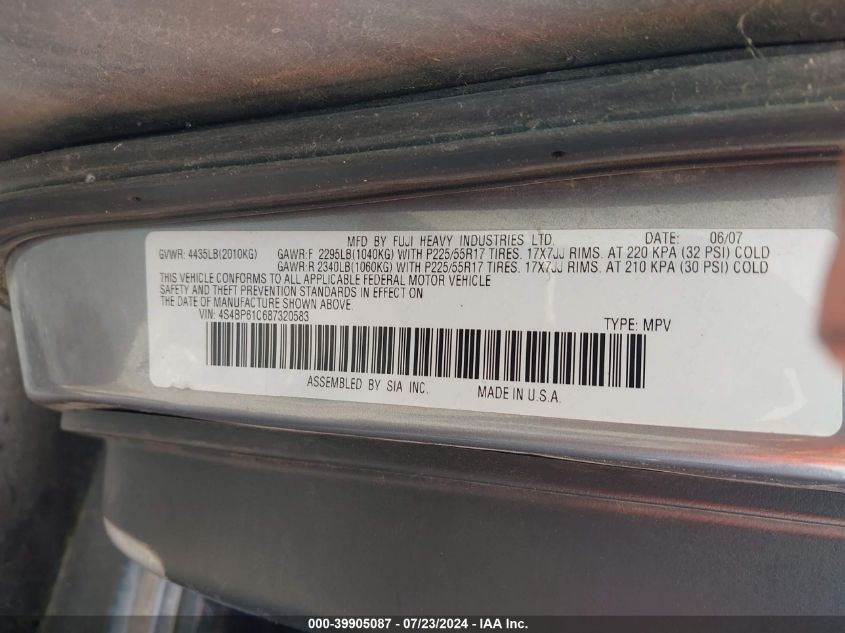 MFD BY FUJI HEAVY INDUSTRIES LTD. DATE: 06/07
GVWR: 4435LB(2010KG) GAWR:F 2295LB(1040KG) WITH P225/55R17 TIRES. 17X7JJ RIMS. AT 220 KPA (32 PSI) COLD
GAWR:R 2340LB(1060KG) WITH P225/55R17 TIRES. 17X7JJ RIMS. AT 210 KPA (30 PSI) COLD
THIS VEHICLE CONFORMS TO ALL APPLICABLE FEDERAL MOTOR VEHICLE
SAFETY AND THEFT PREVENTION STANDARDS IN EFFECT ON
THE DATE OF MANUFACTURE SHOWN ABOVE.
VIN: 4S4BP61C687320583 TYPE: MPV
ASSEMBLED BY SIA INC. MADE IN U.S.A.
000-39905087 - 07/23/2024 - IAA Inc.